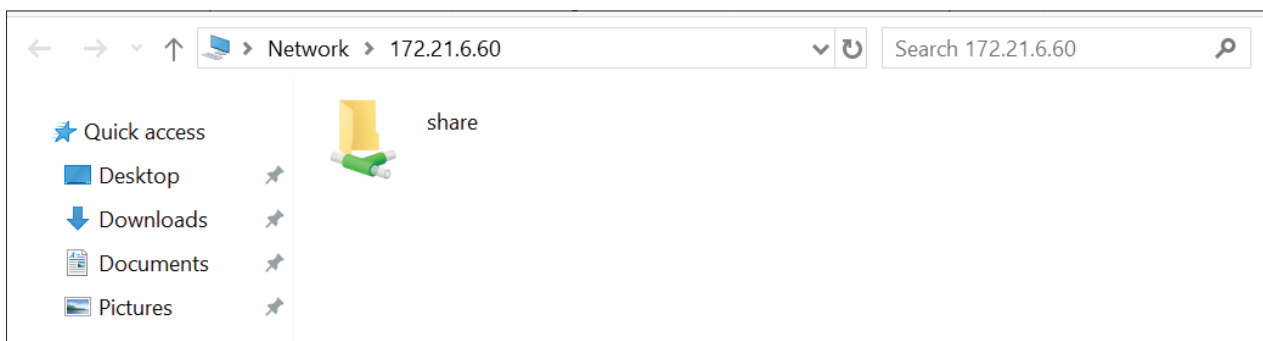 Network > 172.21.6.60
Search 172.21.6.60
Quick access
share
Desktop
Downloads
Documents
Pictures